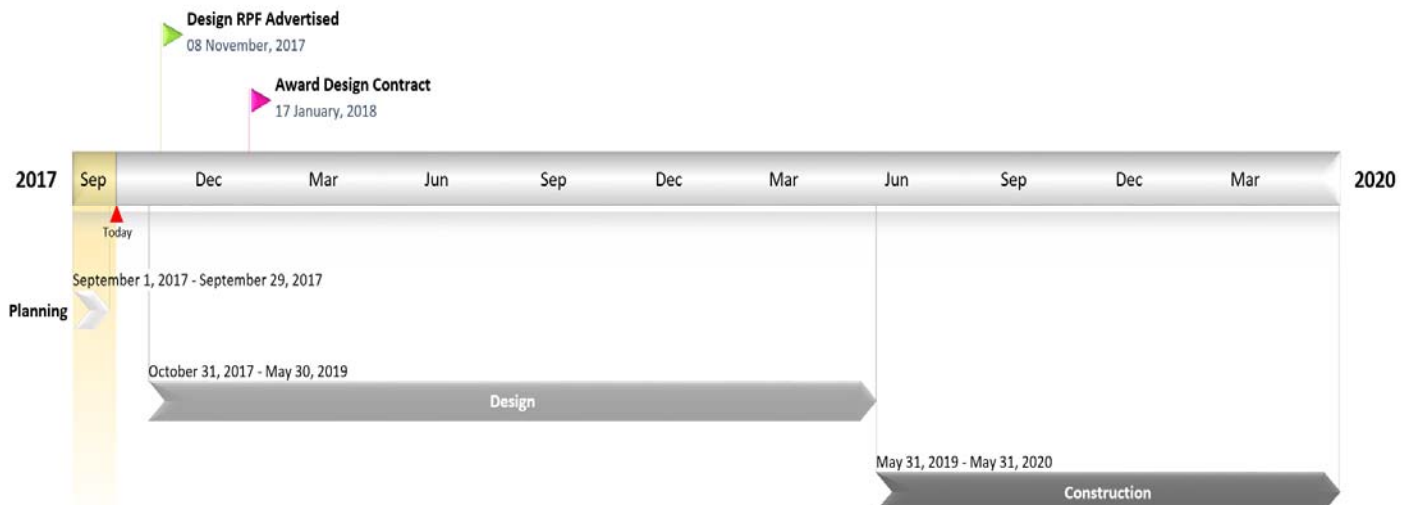 Design RPF Advertised
08 November, 2017
Award Design Contract
17 January, 2018
2017 Sep Dec Mar Jun Sep Dec Mar Jun Sep Dec Mar 2020
Today
September 1, 2017 - September 29, 2017
Planning
October 31, 2017 - May 30, 2019
Design
May 31, 2019 - May 31, 2020
Construction